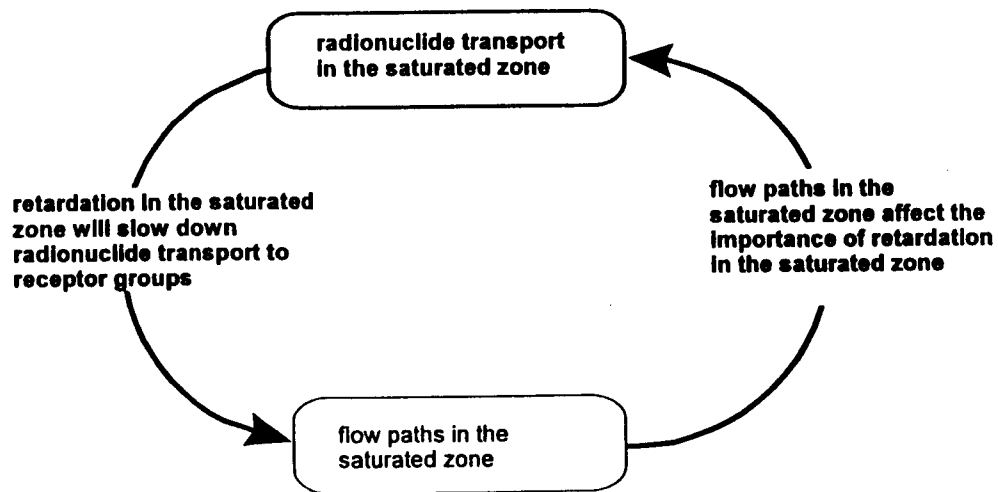 radionuclide transport
in the saturated zone
retardation in the saturated
zone will slow down
radionuclide transport to
receptor groups
flow paths in the
saturated zone affect the
importance of retardation
in the saturated zone
flow paths in the
saturated zone